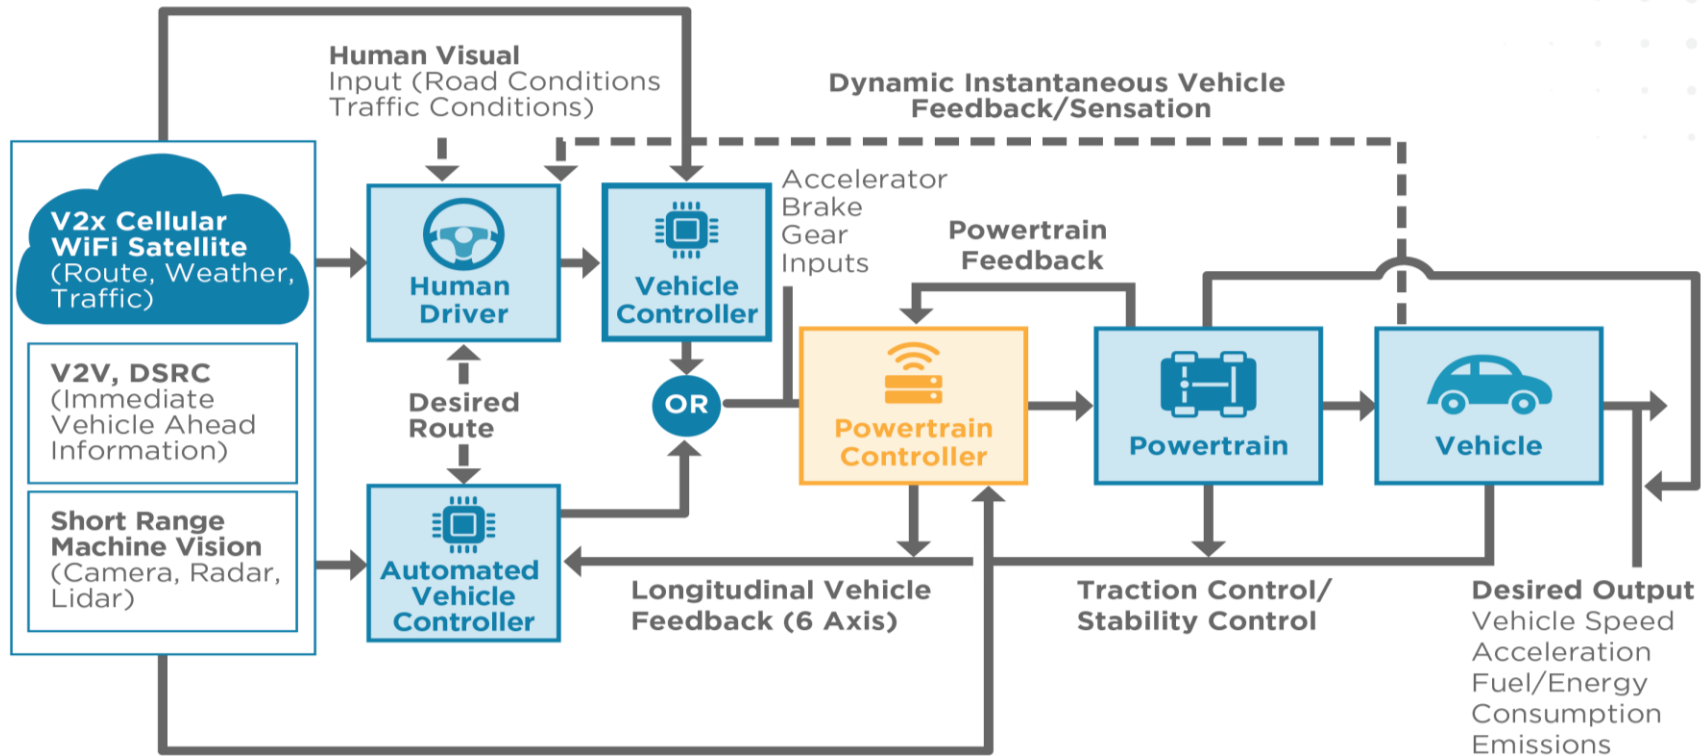 Human Visual
Input (Road Conditions
Traffic Conditions)
Dynamic Instantaneous Vehicle
Feedback/Sensation
V2x Cellular
WiFi Satellite
(Route, Weather,
Traffic)
V2V, DSRC
(Immediate
Vehicle Ahead
Information)
Short Range
Machine Vision
(Camera, Radar,
Lidar)
Human
Driver
Vehicle
Controller
Accelerator
Brake
Gear
Inputs
Powertrain
Feedback
Desired
Route
OR
Automated
Vehicle
Controller
Powertrain
Controller
Powertrain
Vehicle
Longitudinal Vehicle
Feedback (6 Axis)
Traction Control/
Stability Control
Desired Output
Vehicle Speed
Acceleration
Fuel/Energy
Consumption
Emissions